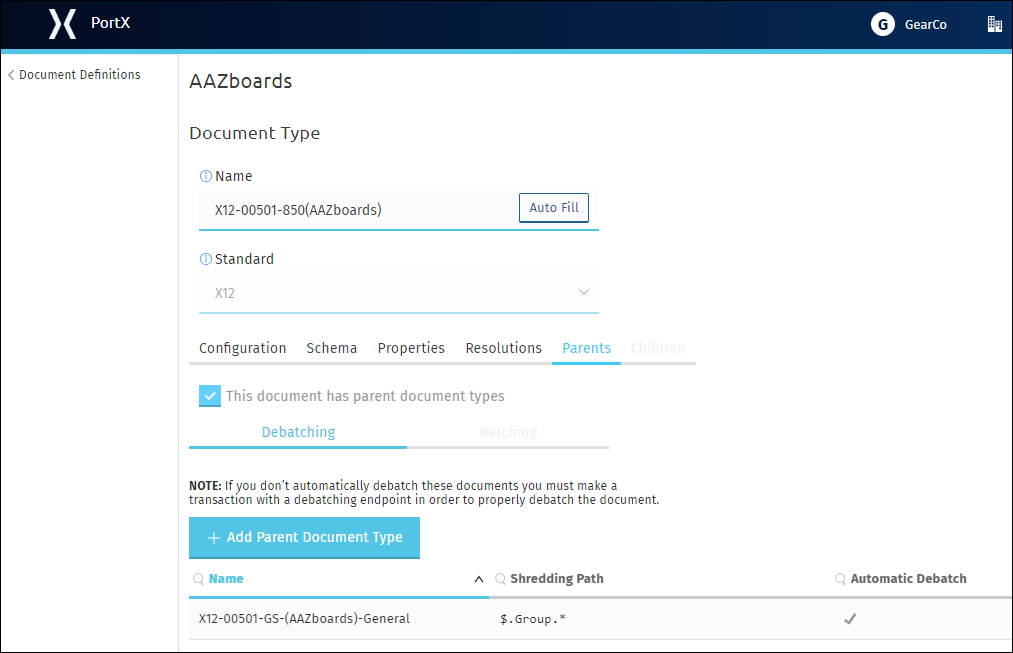 PortX
G GearCo
Document Definitions
AAZboards
Document Type
Name
X12-00501-850(AAZboards)
Auto Fill
Standard
X12
Configuration Schema Properties Resolutions Parents Children
This document has parent document types
Debatching Batching
NOTE: If you don't automatically debatch these documents you must make a
transaction with a debatching endpoint in order to properly debatch the document.
+ Add Parent Document Type
Name Shredding Path Automatic Debatch
X12-00501-GS-(AAZboards)-General $.Group.*